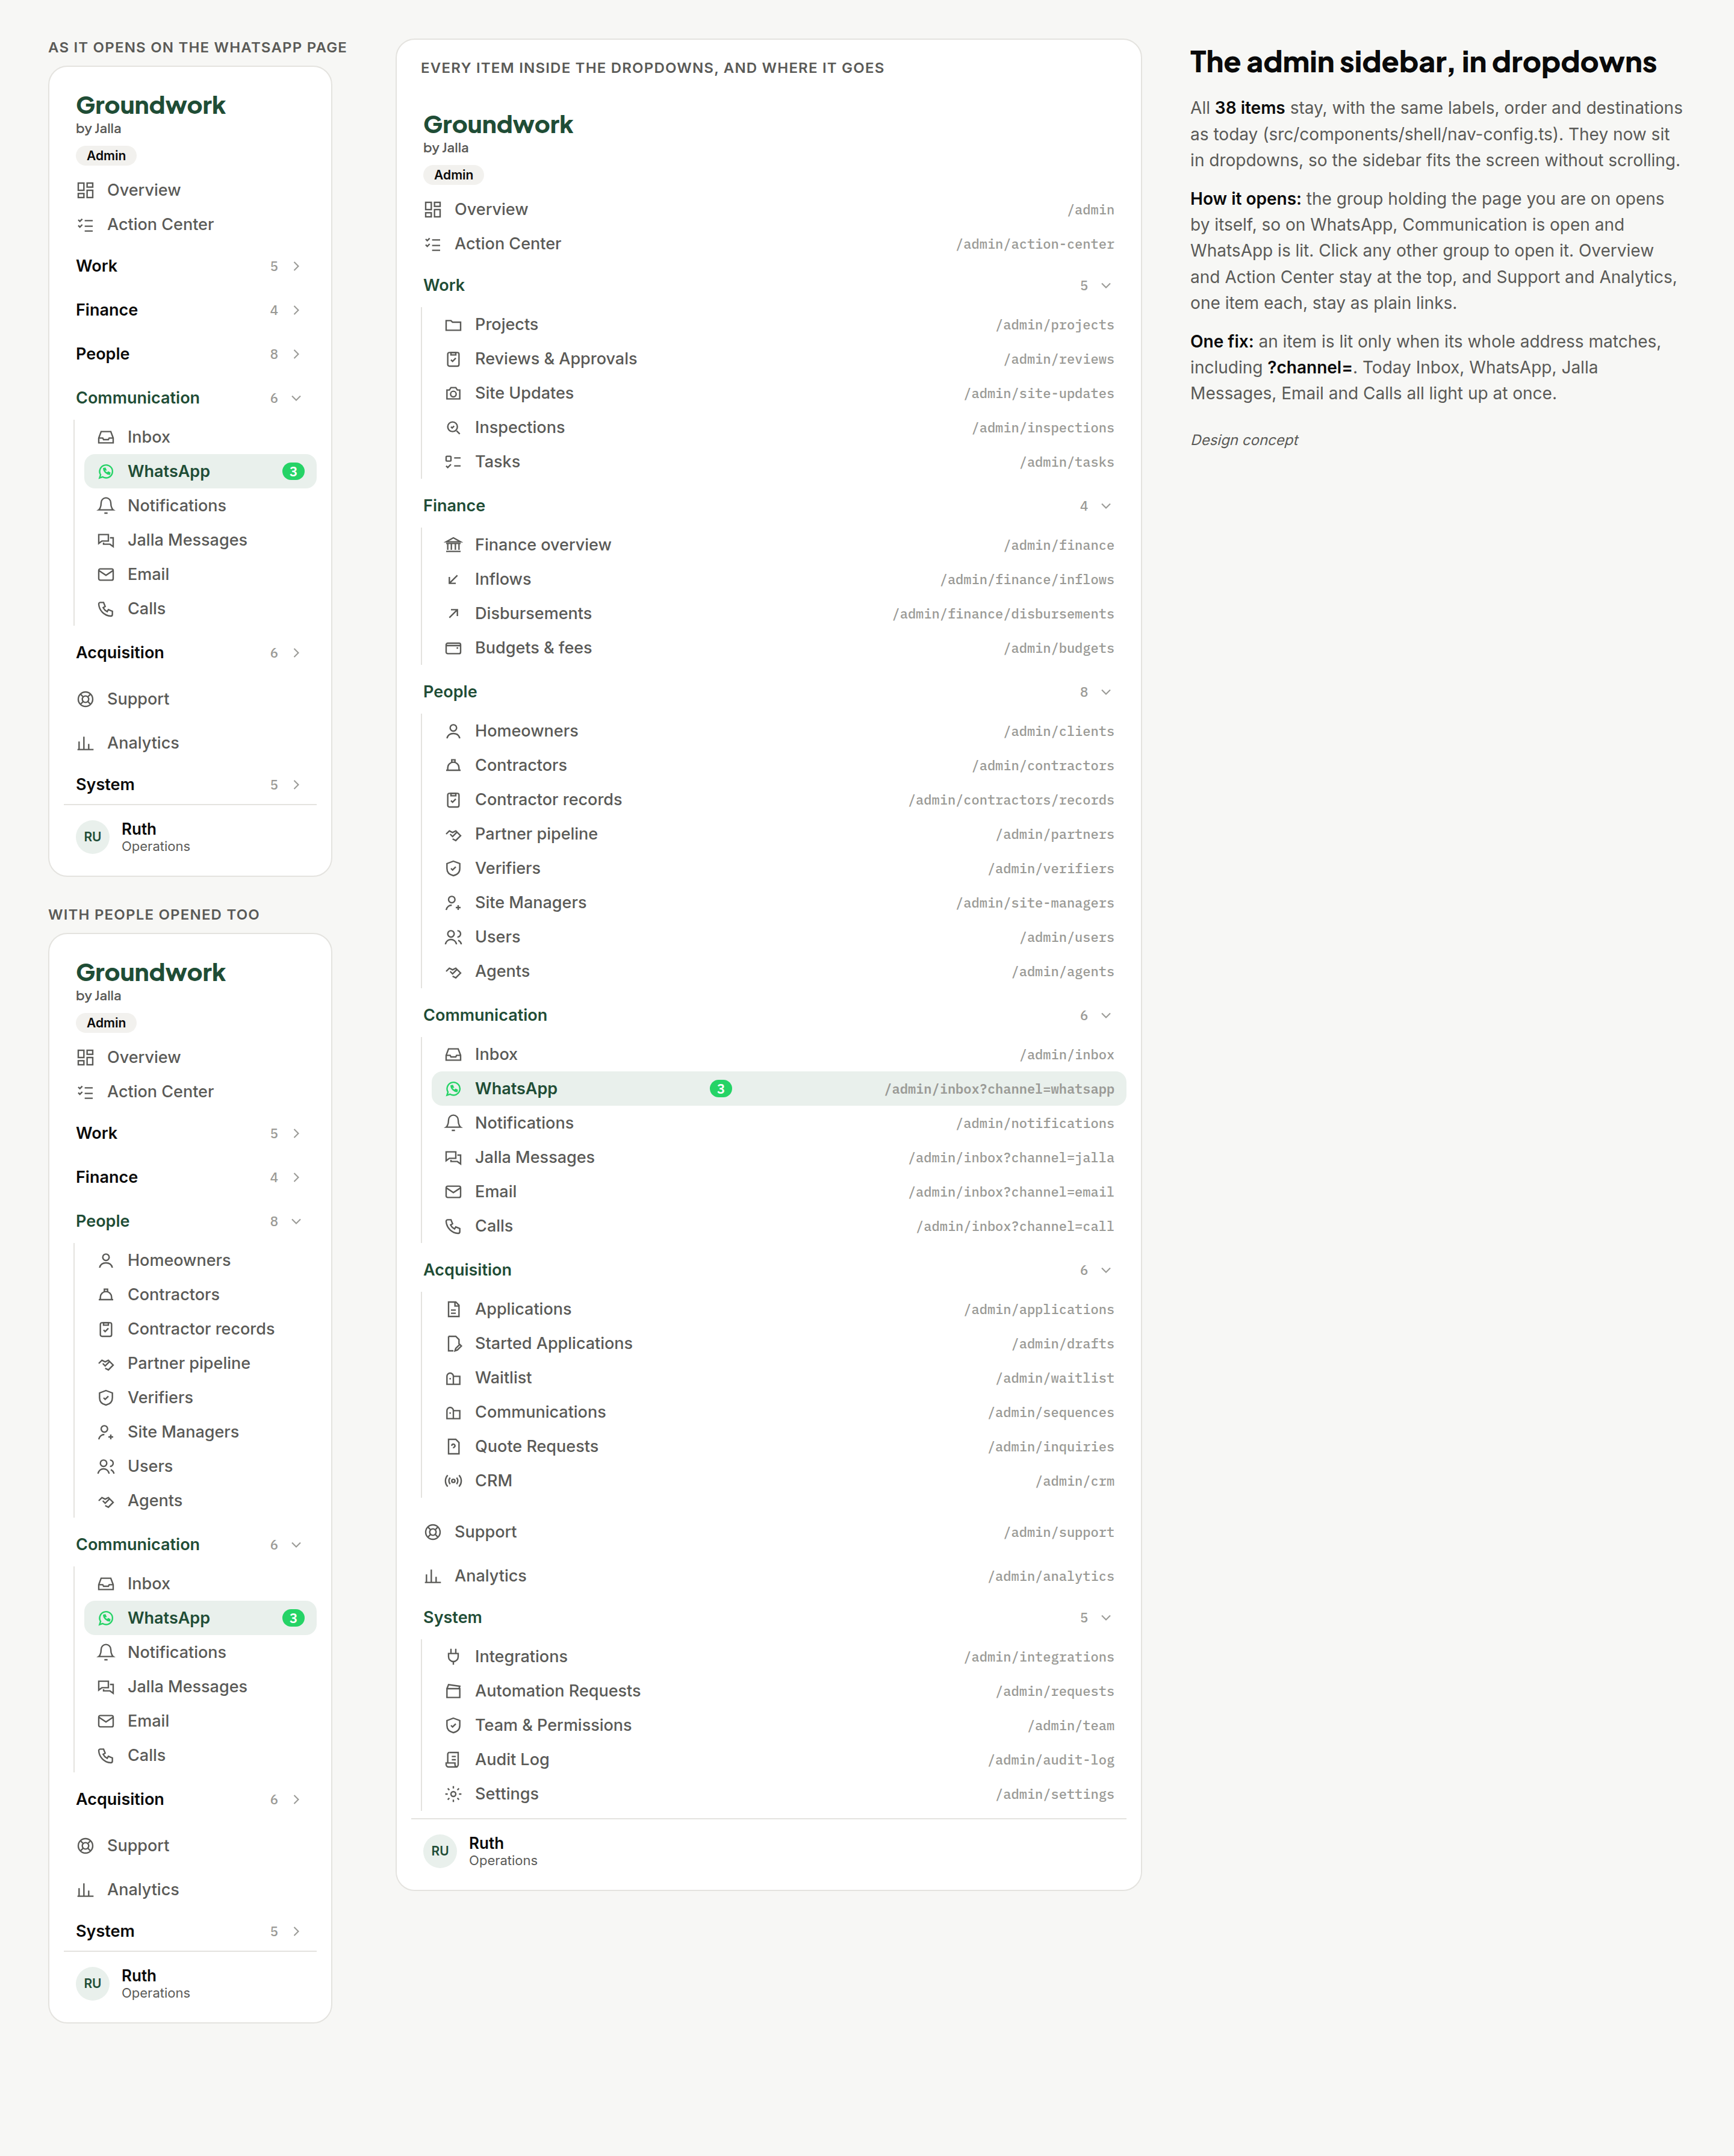 AS IT OPENS ON THE WHATSAPP PAGE
Groundwork
by Jalla
Admin
Overview
Action Center
Work 5
Finance 4
People 8
Communication 6
Inbox
WhatsApp 3
Notifications
Jalla Messages
Email
Calls
Acquisition 6
Support
Analytics
System 5
RU Ruth
Operations
WITH PEOPLE OPENED TOO
Groundwork
by Jalla
Admin
Overview
Action Center
Work 5
Finance 4
People 8
Homeowners
Contractors
Contractor records
Partner pipeline
Verifiers
Site Managers
Users
Agents
Communication 6
Inbox
WhatsApp 3
Notifications
Jalla Messages
Email
Calls
Acquisition 6
Support
Analytics
System 5
RU Ruth
Operations
EVERY ITEM INSIDE THE DROPDOWNS, AND WHERE IT GOES
Groundwork
by Jalla
Admin
Overview /admin
Action Center /admin/action-center
Work 5
Projects /admin/projects
Reviews & Approvals /admin/reviews
Site Updates /admin/site-updates
Inspections /admin/inspections
Tasks /admin/tasks
Finance 4
Finance overview /admin/finance
Inflows /admin/finance/inflows
Disbursements /admin/finance/disbursements
Budgets & fees /admin/budgets
People 8
Homeowners /admin/clients
Contractors /admin/contractors
Contractor records /admin/contractors/records
Partner pipeline /admin/partners
Verifiers /admin/verifiers
Site Managers /admin/site-managers
Users /admin/users
Agents /admin/agents
Communication 6
Inbox /admin/inbox
WhatsApp 3 /admin/inbox?channel=whatsapp
Notifications /admin/notifications
Jalla Messages /admin/inbox?channel=jalla
Email /admin/inbox?channel=email
Calls /admin/inbox?channel=call
Acquisition 6
Applications /admin/applications
Started Applications /admin/drafts
Waitlist /admin/waitlist
Communications /admin/sequences
Quote Requests /admin/inquiries
CRM /admin/crm
Support /admin/support
Analytics /admin/analytics
System 5
Integrations /admin/integrations
Automation Requests /admin/requests
Team & Permissions /admin/team
Audit Log /admin/audit-log
Settings /admin/settings
RU Ruth
Operations
The admin sidebar, in dropdowns
All 38 items stay, with the same labels, order and destinations
as today (src/components/shell/nav-config.ts). They now sit
in dropdowns, so the sidebar fits the screen without scrolling.
How it opens: the group holding the page you are on opens
by itself, so on WhatsApp, Communication is open and
WhatsApp is lit. Click any other group to open it. Overview
and Action Center stay at the top, and Support and Analytics,
one item each, stay as plain links.
One fix: an item is lit only when its whole address matches,
including ?channel=. Today Inbox, WhatsApp, Jalla
Messages, Email and Calls all light up at once.
Design concept